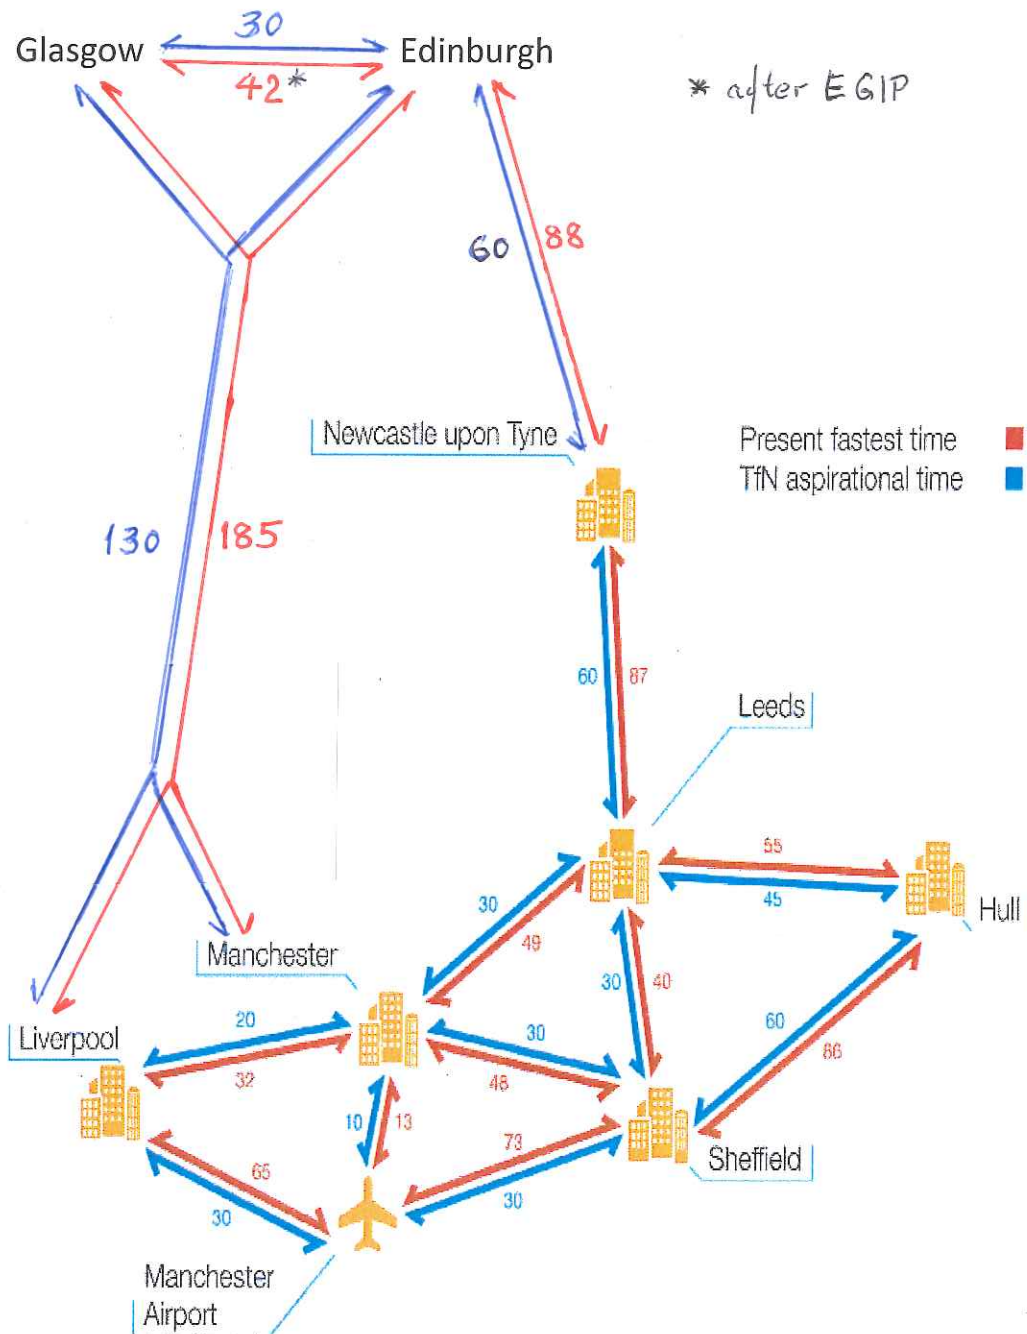 30
Glasgow
Edinburgh
42*
* after EGIP
60
88
Newcastle upon Tyne
Present fastest time
TfN aspirational time
130
185
60
87
Leeds
55
45
Hull
30
49
Manchester
30
40
20
30
60
Liverpool
32
48
86
10
13
73
Sheffield
65
30
30
Manchester
Airport